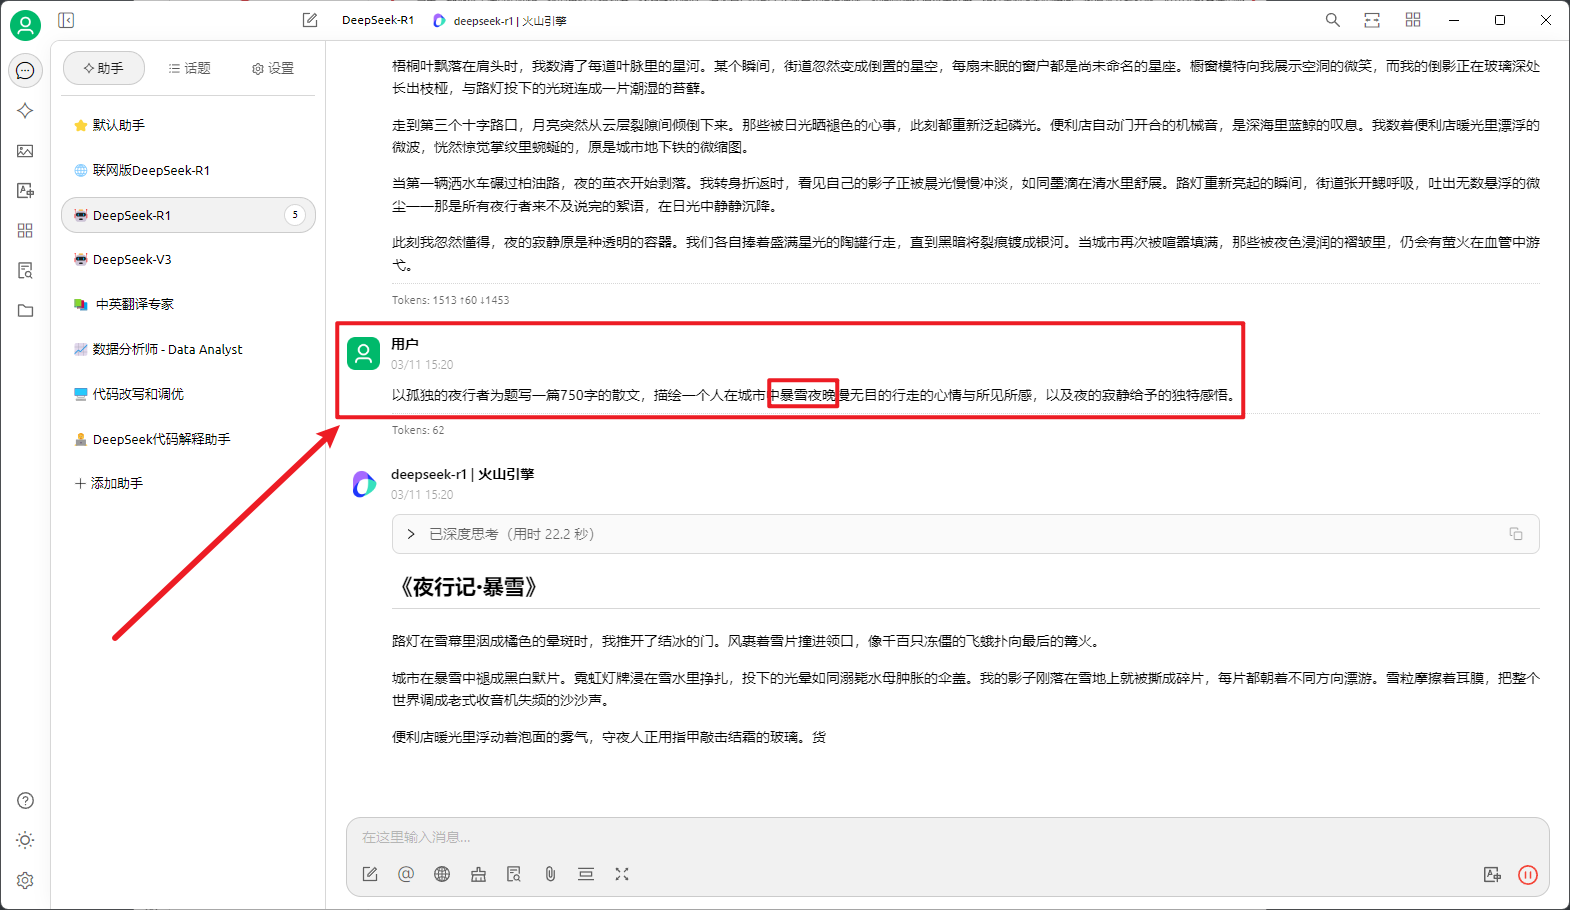 DeepSeek-R1
deepseek-r1 | 火山引擎
助手
话题
设置
默认助手
联网版DeepSeek-R1
DeepSeek-R1
5
DeepSeek-V3
中英翻译专家
数据分析师 - Data Analyst
代码改写和调优
DeepSeek代码解释助手
添加助手
梧桐叶飘落在肩头时，我数清了每道叶脉里的星河。某个瞬间，街道忽然变成倒置的星空，每扇未眠的窗户都是尚未命名的星座。橱窗模特向我展示空洞的微笑，而我的倒影正在玻璃深处
长出枝桠，与路灯投下的光斑连成一片潮湿的苔藓。
走到第三个十字路口，月亮突然从云层裂隙间倾倒下来。那些被日光晒褪色的心事，此刻都重新泛起磷光。便利店自动门开合的机械音，是深海里蓝鲸的叹息。我数着便利店暖光里漂浮的
微波，恍然惊觉掌纹里蜿蜒的，原是城市地下铁的微缩图。
当第一辆洒水车碾过柏油路，夜的茧衣开始剥落。我转身折返时，看见自己的影子正被晨光慢慢冲淡，如同墨滴在清水里舒展。路灯重新亮起的瞬间，街道张开鳃呼吸，吐出无数悬浮的微
尘——那是所有夜行者来不及说完的絮语，在日光中静静沉降。
此刻我忽然懂得，夜的寂静原是种透明的容器。我们各自捧着盛满星光的陶罐行走，直到黑暗将裂痕镀成银河。当城市再次被喧嚣填满，那些被夜色浸润的褶皱里，仍会有萤火在血管中游
弋。
Tokens: 1513 ↑60 ↓1453
用户
03/11 15:20
以孤独的夜行者为题写一篇750字的散文，描绘一个人在城市中暴雪夜晚漫无目的行走的心情与所见所感，以及夜的寂静给予的独特感悟。
Tokens: 62
deepseek-r1 | 火山引擎
03/11 15:20
已深度思考（用时 22.2 秒）
《夜行记·暴雪》
路灯在雪幕里洇成橘色的晕斑时，我推开了结冰的门。风裹着雪片撞进领口，像千百只冻僵的飞蛾扑向最后的篝火。
城市在暴雪中褪成黑白默片。霓虹灯牌浸在雪水里挣扎，投下的光晕如同溺毙水母肿胀的伞盖。我的影子刚落在雪地上就被撕成碎片，每片都朝着不同方向漂游。雪粒摩擦着耳膜，把整个
世界调成老式收音机失频的沙沙声。
便利店暖光里浮动着泡面的雾气，守夜人正用指甲敲击结霜的玻璃。货
在这里输入消息...